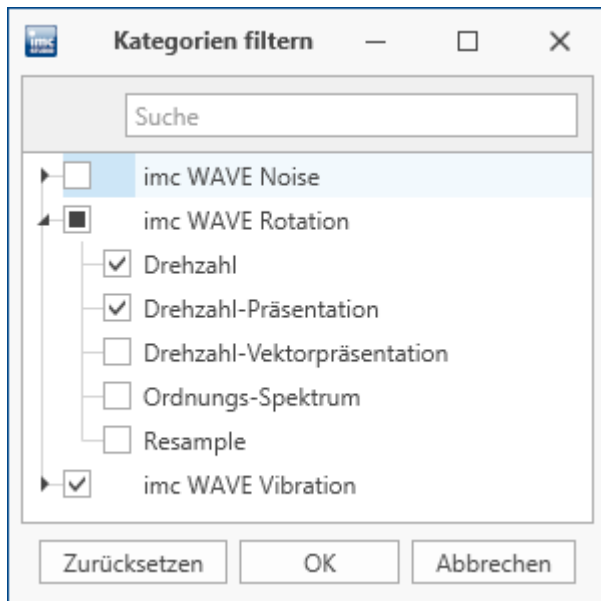 imc
Kategorien filtern
Suche
imc WAVE Noise
imc WAVE Rotation
Drehzahl
Drehzahl-Präsentation
Drehzahl-Vektorpräsentation
Ordnungs-Spektrum
Resample
imc WAVE Vibration
Zurücksetzen OK Abbrechen